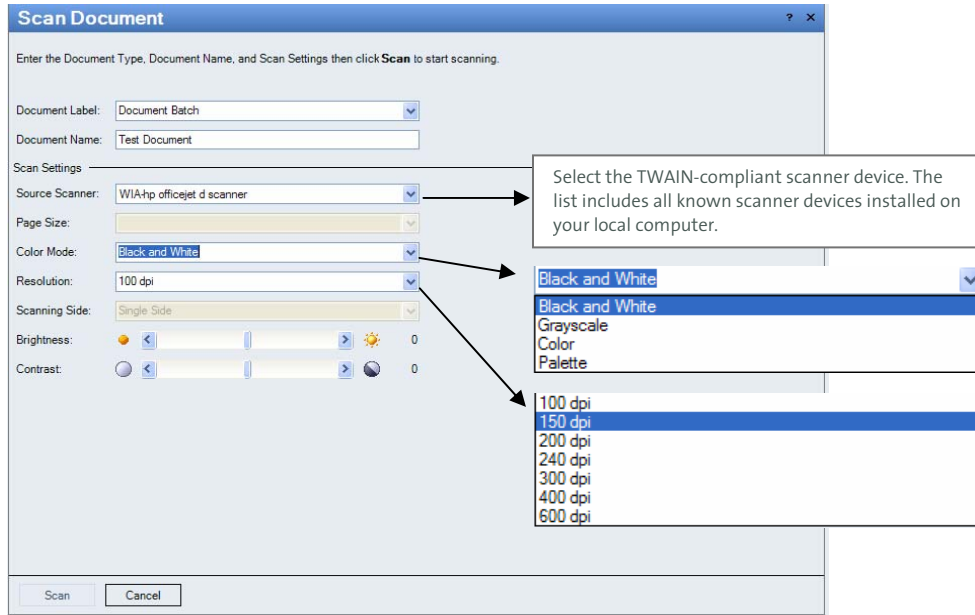 Scan Document
? ×
Enter the Document Type, Document Name, and Scan Settings then click Scan to start scanning.
Document Label: Document Batch
Document Name: Test Document
Scan Settings
Source Scanner: WIA-hp officejet d scanner
Select the TWAIN-compliant scanner device. The
list includes all known scanner devices installed on
your local computer.
Page Size:
Color Mode: Black and White
Resolution: 100 dpi
Scanning Side: Single Side
Brightness: 0
Contrast: 0
Black and White
Black and White
Grayscale
Color
Palette
100 dpi
150 dpi
200 dpi
240 dpi
300 dpi
400 dpi
600 dpi
Scan Cancel